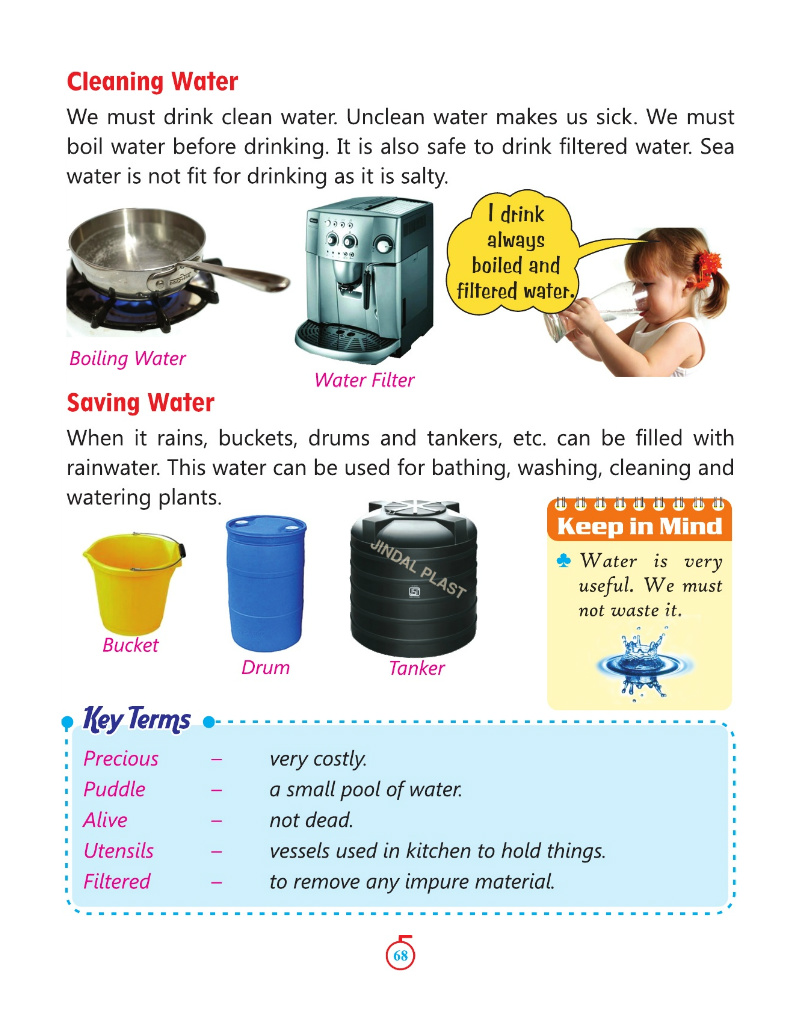 Cleaning Water
We must drink clean water. Unclean water makes us sick. We must
boil water before drinking. It is also safe to drink filtered water. Sea
water is not fit for drinking as it is salty.
I drink
always
boiled and
filtered water.
Boiling Water
Water Filter
Saving Water
When it rains, buckets, drums and tankers, etc. can be filled with
rainwater. This water can be used for bathing, washing, cleaning and
watering plants.
JINDAL PLAST
Bucket
Drum
Tanker
Keep in Mind
♣ Water is very
useful. We must
not waste it.
Key Terms
Precious – very costly.
Puddle – a small pool of water.
Alive – not dead.
Utensils – vessels used in kitchen to hold things.
Filtered – to remove any impure material.
68